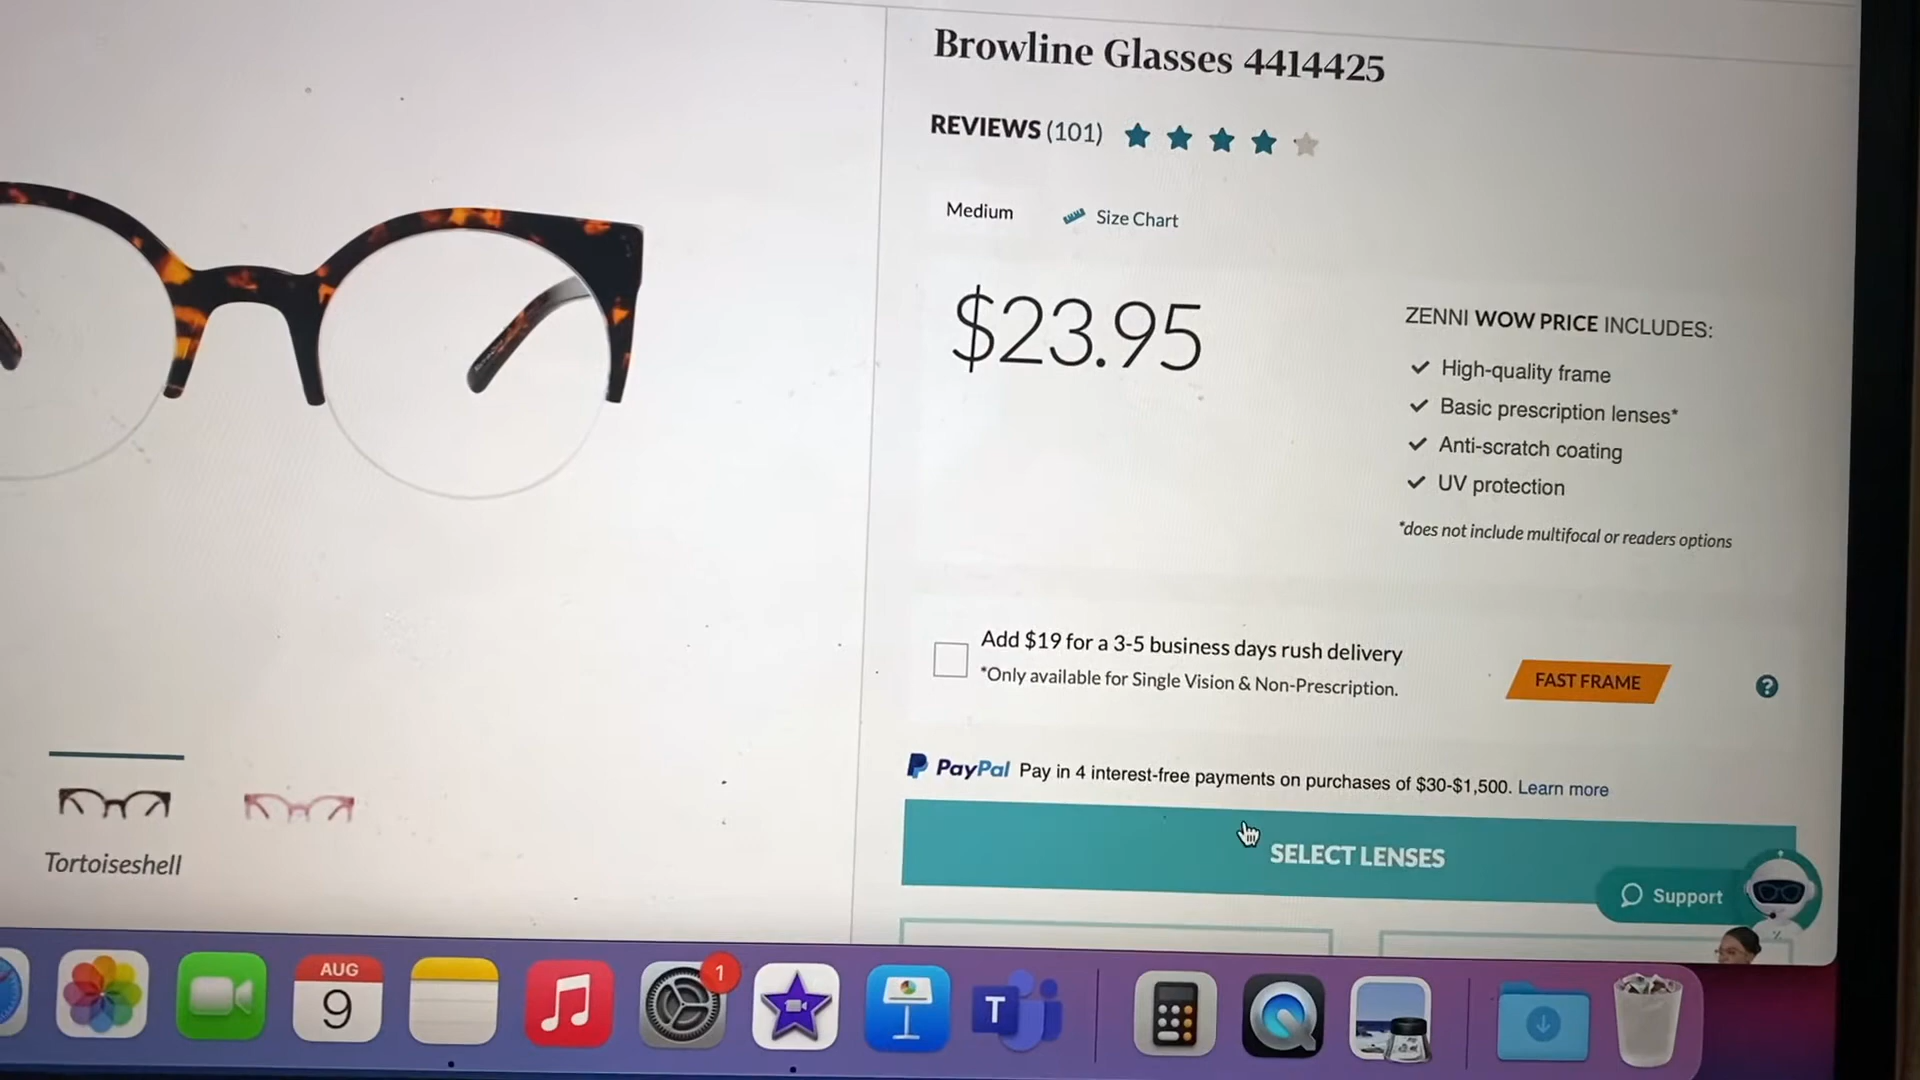 Browline Glasses 4414425
REVIEWS (101)
Medium
Size Chart
$23.95
ZENNI WOW PRICE INCLUDES:
High-quality frame
Basic prescription lenses*
Anti-scratch coating
UV protection
*does not include multifocal or readers options
Add $19 for a 3-5 business days rush delivery
*Only available for Single Vision & Non-Prescription.
FAST FRAME
?
PayPal Pay in 4 interest-free payments on purchases of $30-$1,500. Learn more
SELECT LENSES
Support
Tortoiseshell
AUG
9
1
T